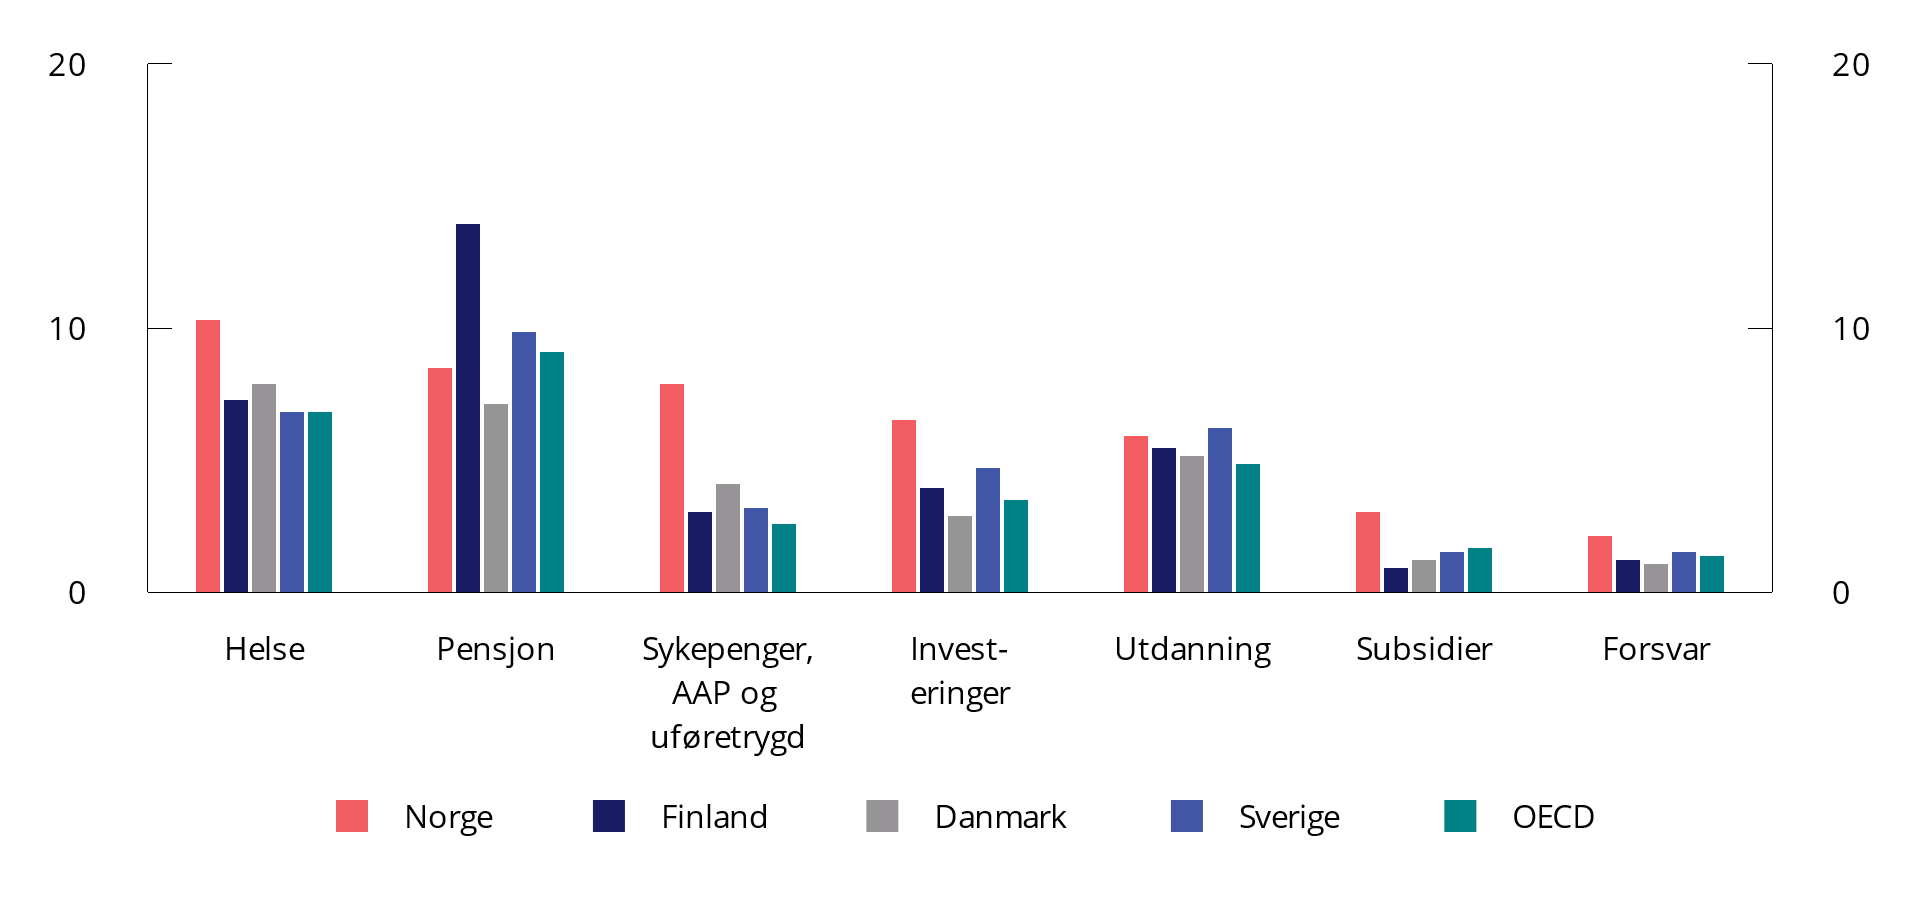 20 20
10 10
0 0
Helse Pensjon Sykepenger, Invest- Utdanning Subsidier Forsvar
AAP og eringer
uføretrygd
Norge Finland Danmark Sverige OECD